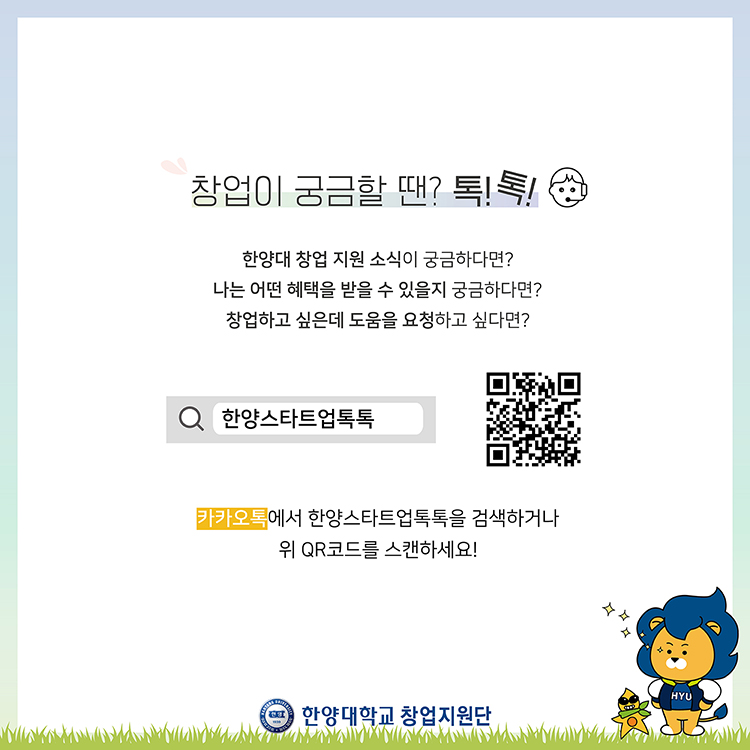 창업이 궁금할 땐? 톡!톡!
한양대 창업 지원 소식이 궁금하다면?
나는 어떤 혜택을 받을 수 있을지 궁금하다면?
창업하고 싶은데 도움을 요청하고 싶다면?
한양스타트업톡톡
카카오톡에서 한양스타트업톡톡을 검색하거나
위 QR코드를 스캔하세요!
HYU
한양대학교 창업지원단